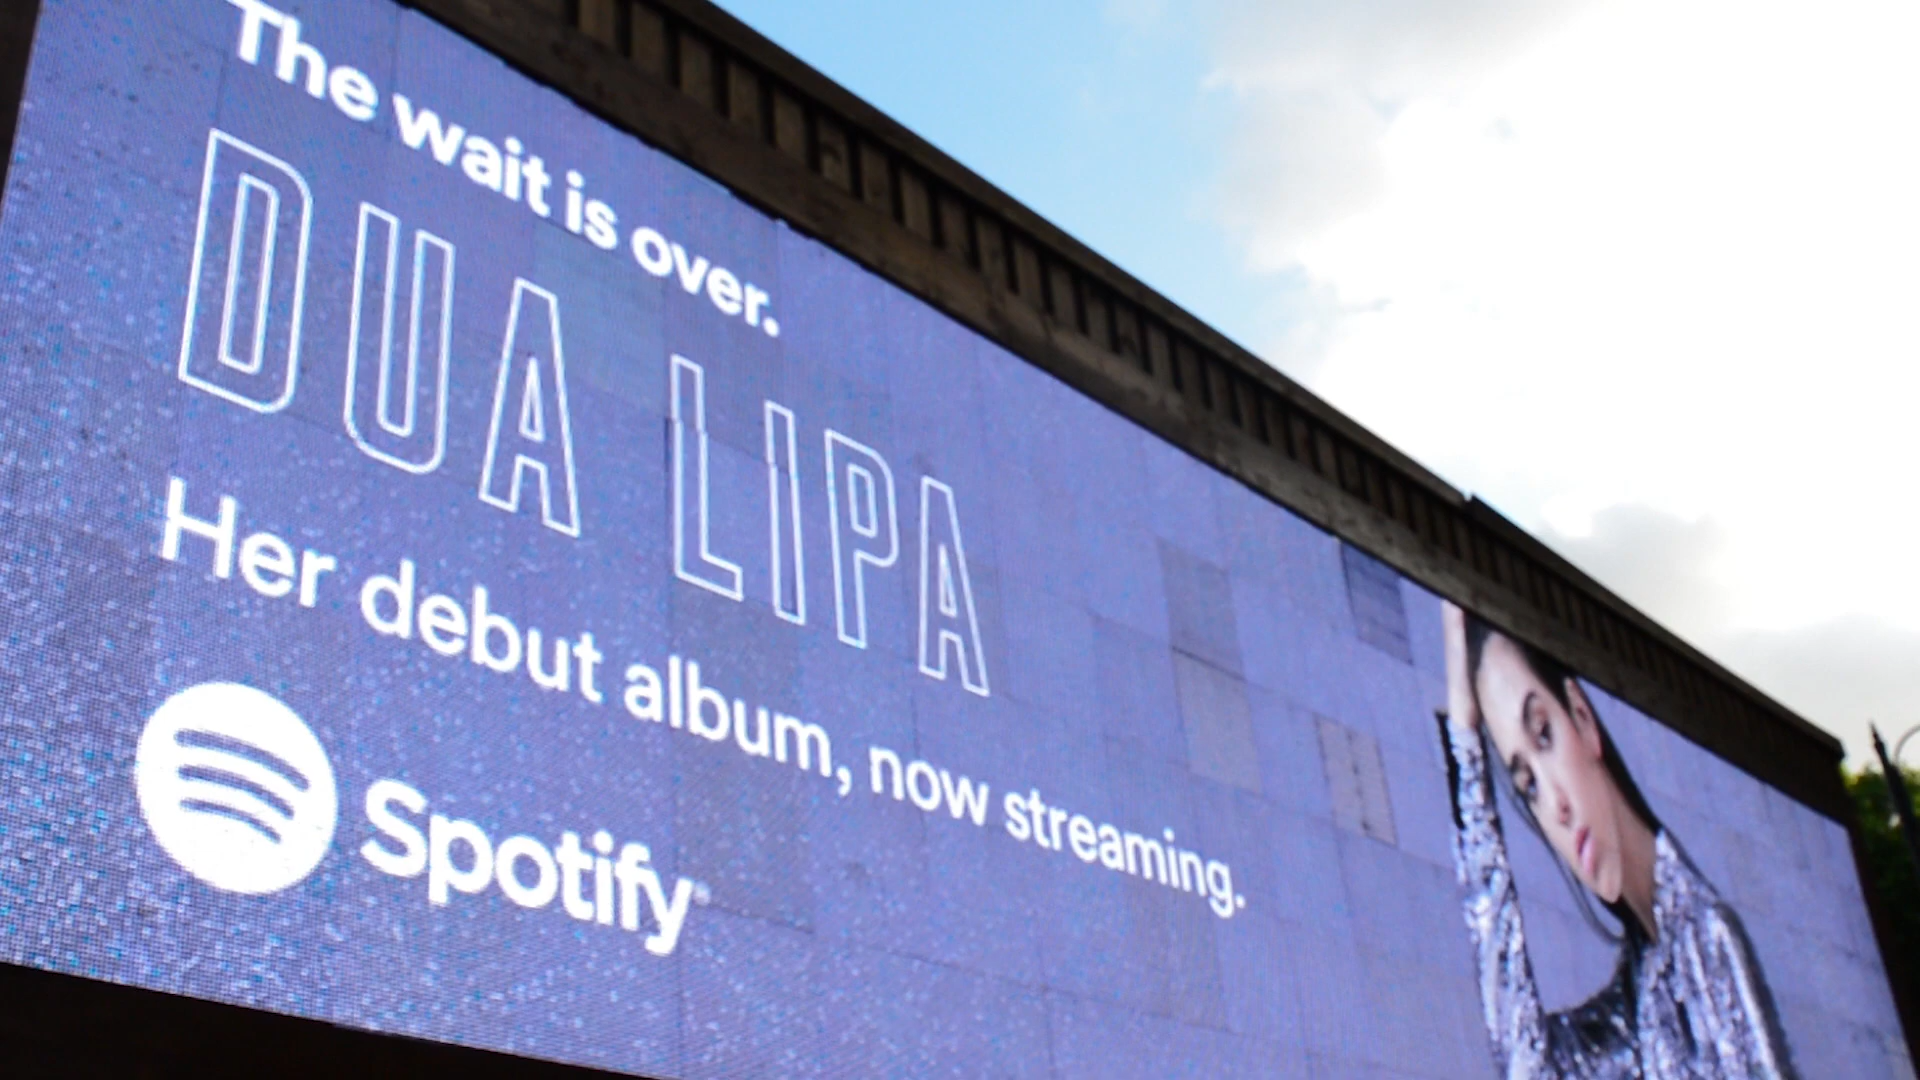 The wait is over.
DUA LIPA
Her debut album, now streaming.
Spotify